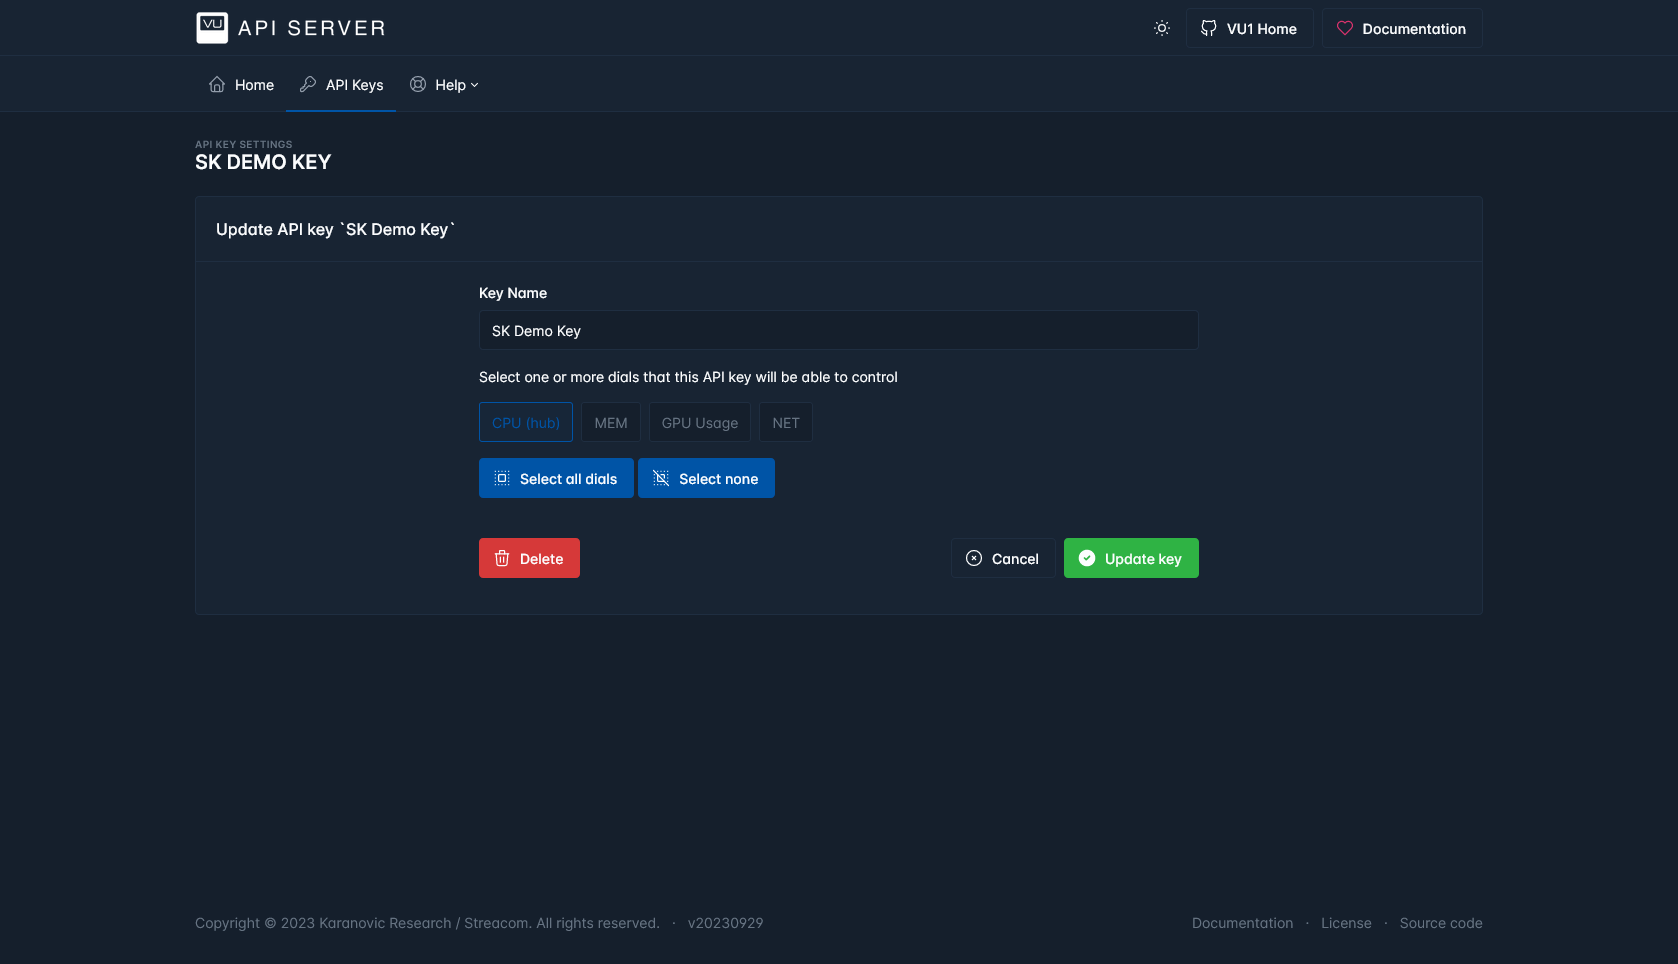 VU API SERVER
VU1 Home
Documentation
Home
API Keys
Help
API KEY SETTINGS
SK DEMO KEY
Update API key `SK Demo Key`
Key Name
SK Demo Key
Select one or more dials that this API key will be able to control
CPU (hub) MEM GPU Usage NET
Select all dials Select none
Delete Cancel Update key
Copyright © 2023 Karanovic Research / Streacom. All rights reserved. · v20230929
Documentation · License · Source code